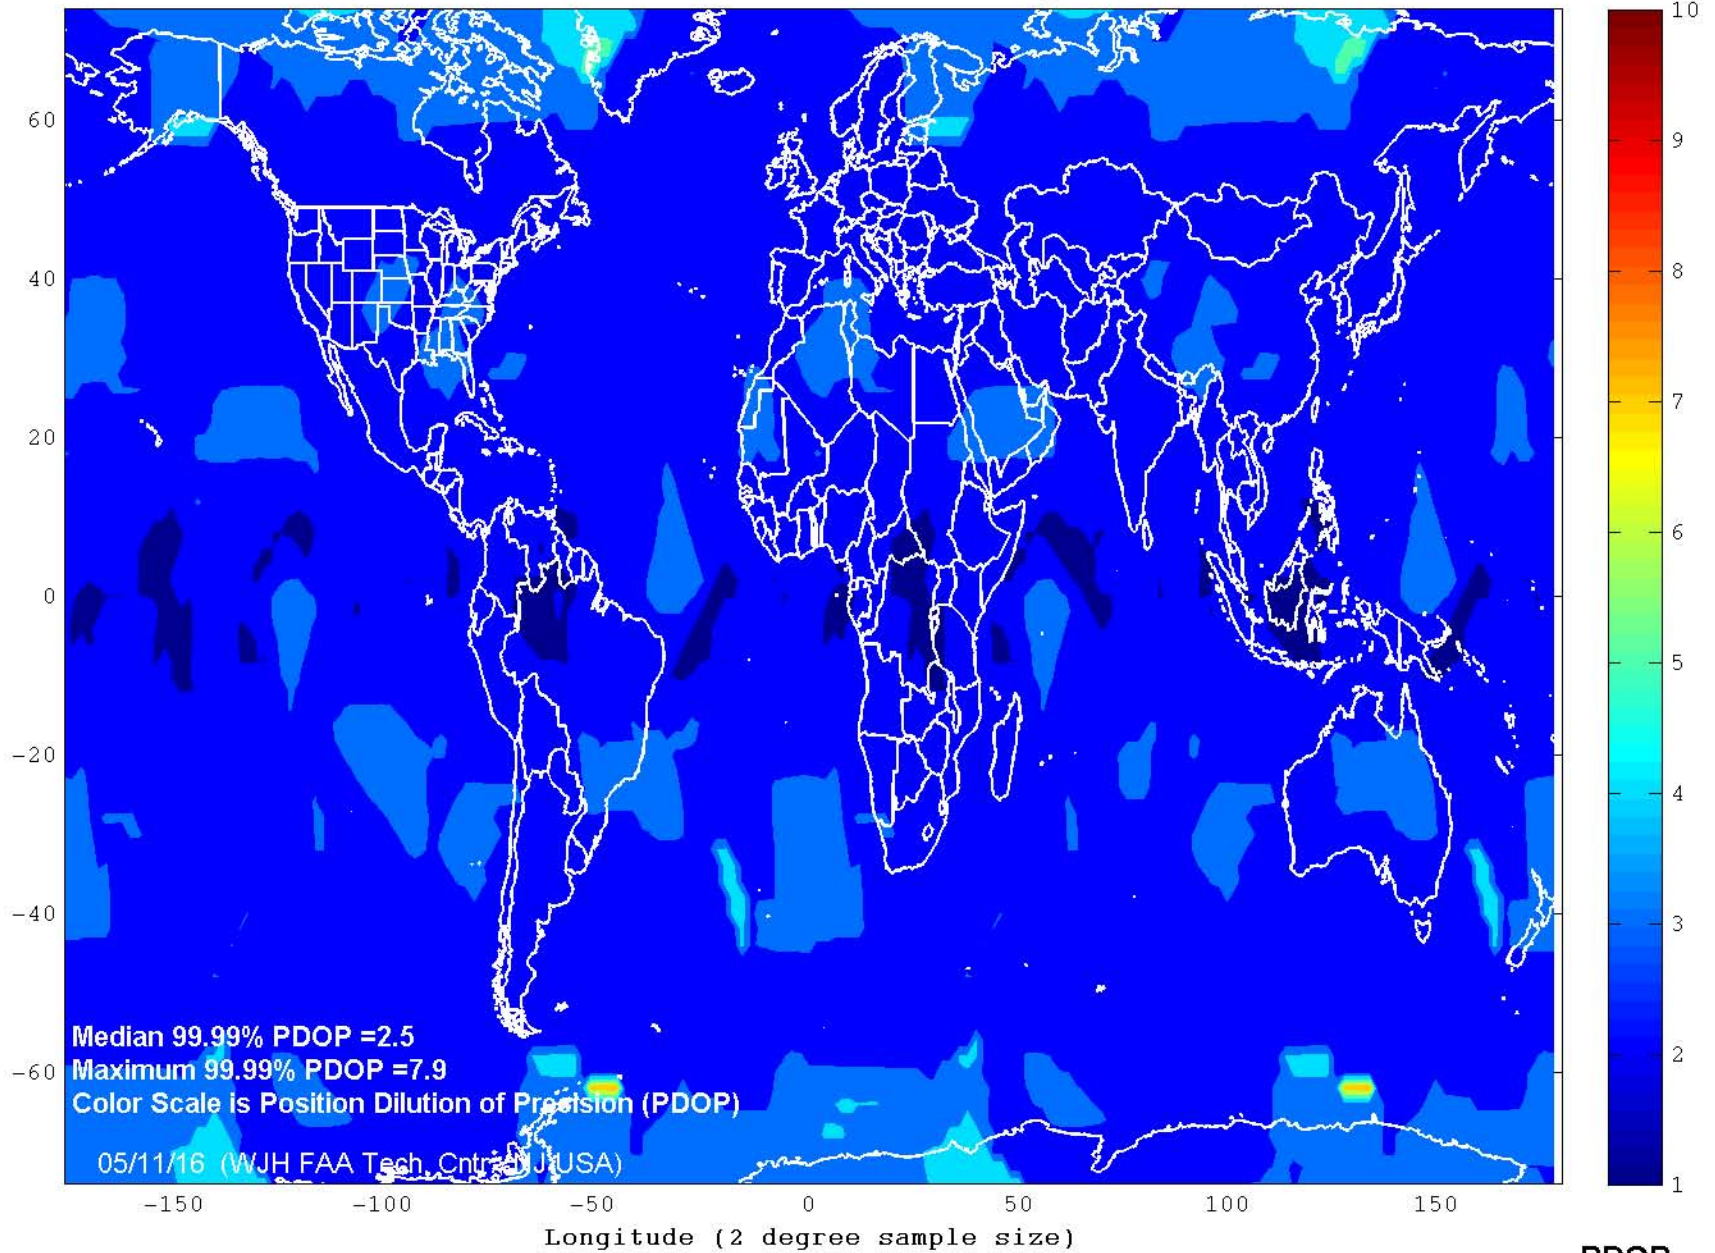 10
9
8
7
6
5
4
3
2
1
60
40
20
0
-20
-40
-60
Median 99.99% PDOP =2.5
Maximum 99.99% PDOP =7.9
Color Scale is Position Dilution of Precision (PDOP)
05/11/16 (WJH FAA Tech. Cntr. NJ USA)
-150 -100 -50 0 50 100 150
Longitude (2 degree sample size)
PDOP